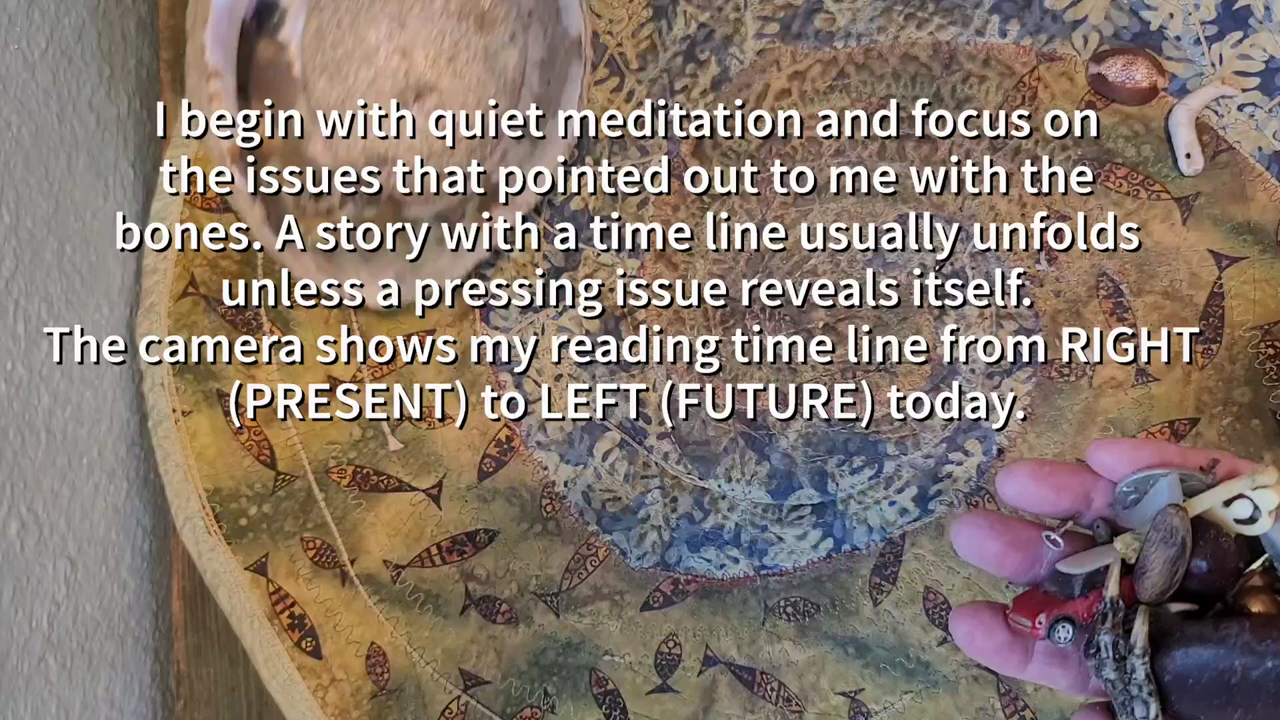 I begin with quiet meditation and focus on
the issues that pointed out to me with the
bones. A story with a time line usually unfolds
unless a pressing issue reveals itself.
The camera shows my reading time line from RIGHT
(PRESENT) to LEFT (FUTURE) today.